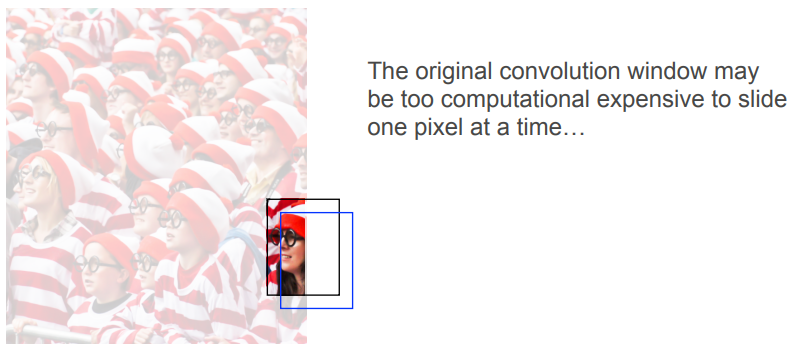 The original convolution window may
be too computational expensive to slide
one pixel at a time…